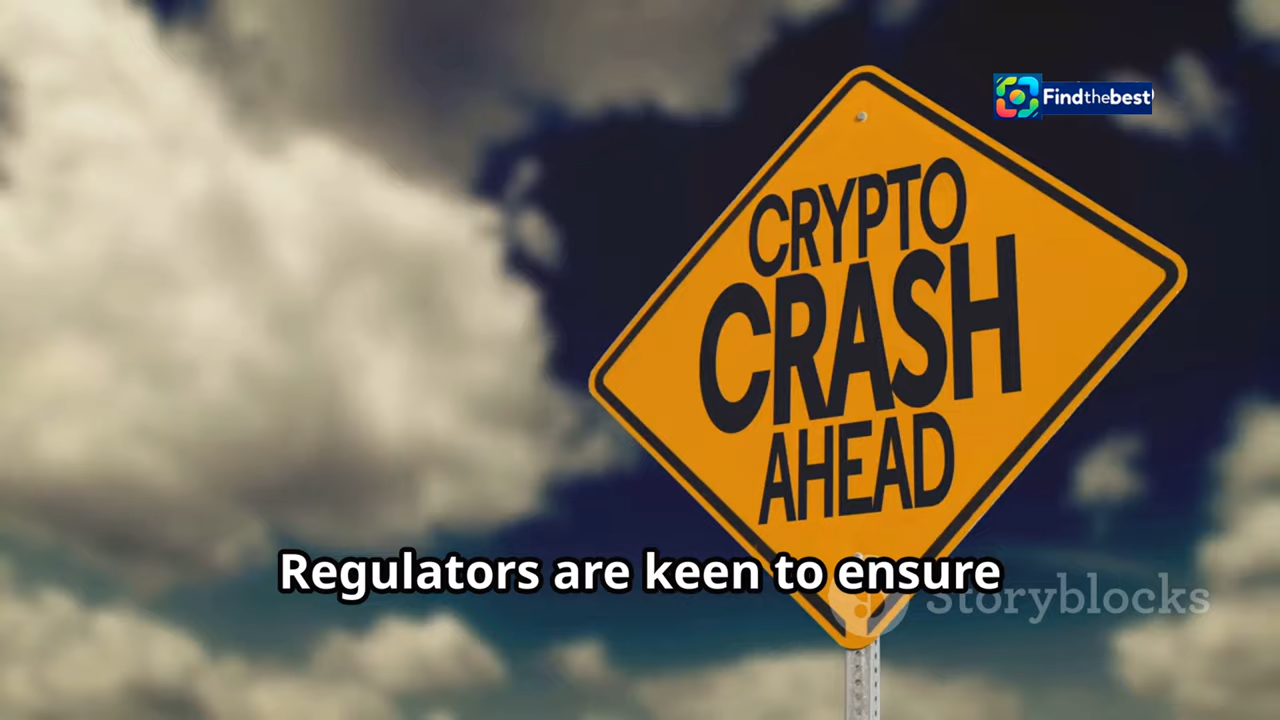 Findthebest
CRYPTO
CRASH
AHEAD
Regulators are keen to ensure
Storyblocks